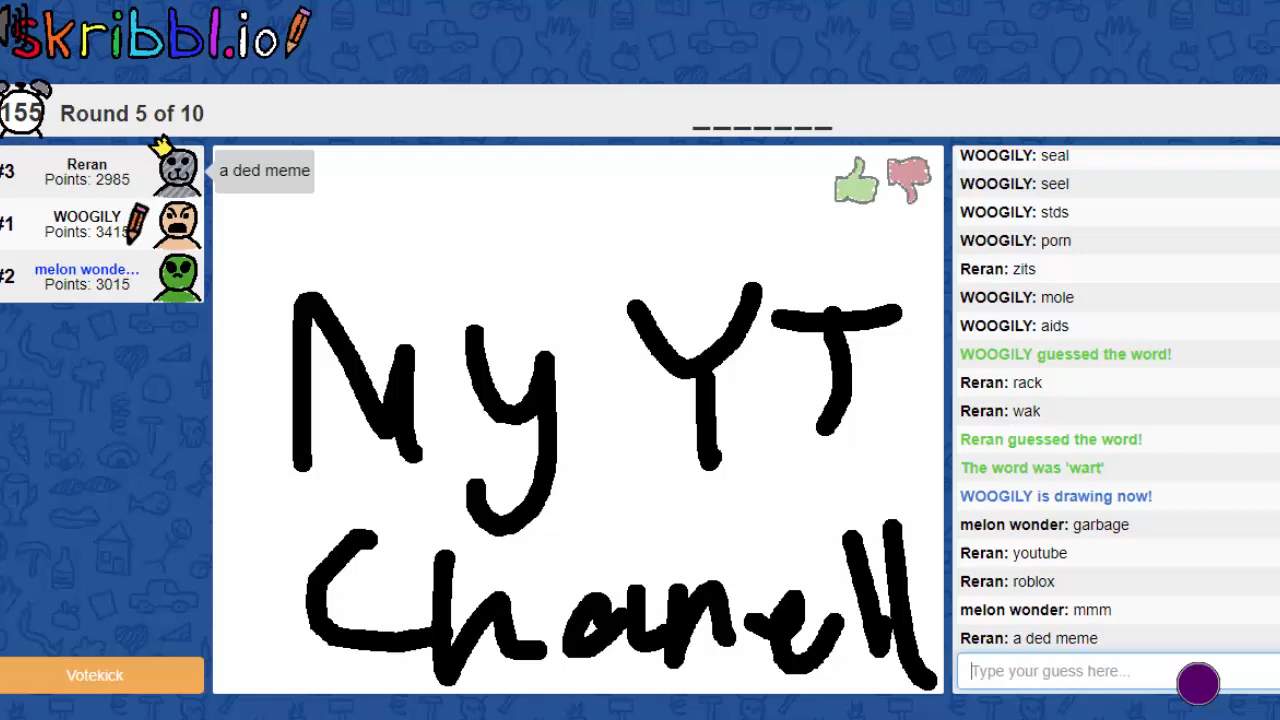 skribbl.io
155 Round 5 of 10
_______
#3 Reran
Points: 2985
a ded meme
#1 WOOGILY
Points: 3415
#2 melon wonde...
Points: 3015
Votekick
My YT
Chanell
WOOGILY: seal
WOOGILY: seel
WOOGILY: stds
WOOGILY: porn
Reran: zits
WOOGILY: mole
WOOGILY: aids
WOOGILY guessed the word!
Reran: rack
Reran: wak
Reran guessed the word!
The word was 'wart'
WOOGILY is drawing now!
melon wonder: garbage
Reran: youtube
Reran: roblox
melon wonder: mmm
Reran: a ded meme
Type your guess here...